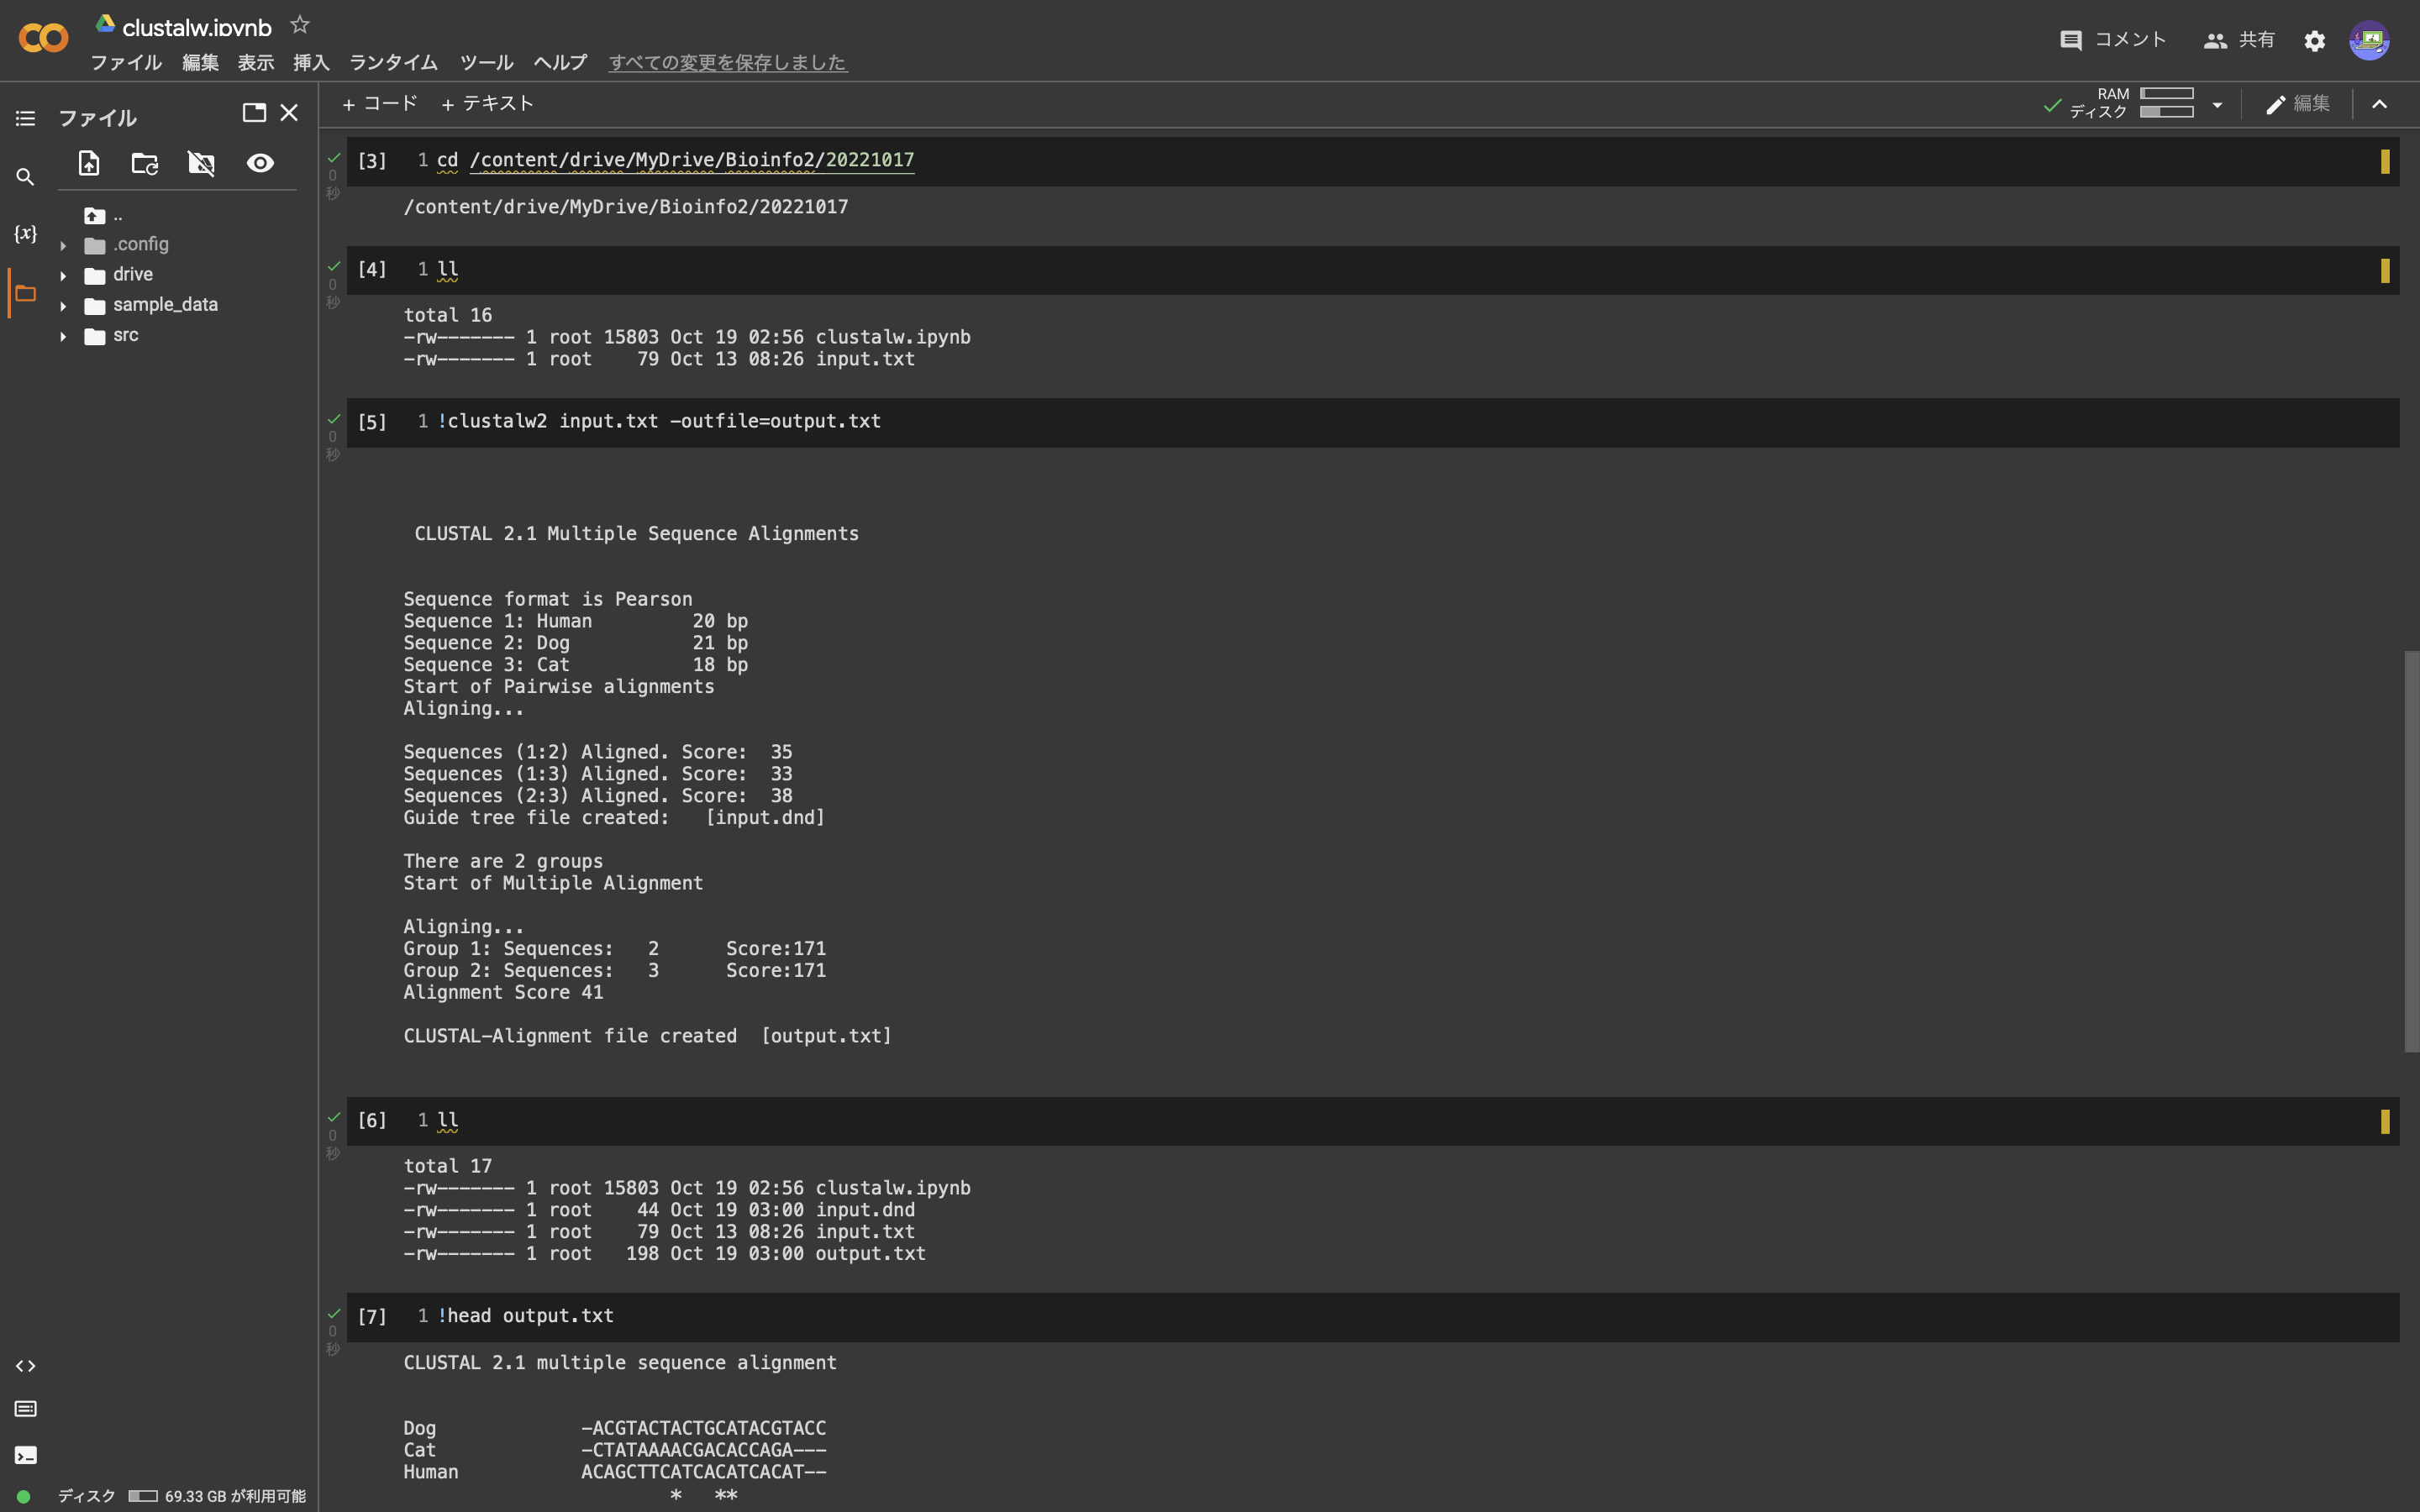 clustalw.ipynb
ファイル 編集 表示 挿入 ランタイム ツール ヘルプ すべての変更を保存しました
コメント 共有
ファイル
+ コード + テキスト
RAM
ディスク
編集
..
.config
drive
sample_data
src
{x}
[3] 1 cd /content/drive/MyDrive/Bioinfo2/20221017
0
秒
/content/drive/MyDrive/Bioinfo2/20221017
[4] 1 ll
0
秒
total 16
-rw------- 1 root 15803 Oct 19 02:56 clustalw.ipynb
-rw------- 1 root    79 Oct 13 08:26 input.txt
[5] 1 !clustalw2 input.txt -outfile=output.txt
0
秒
CLUSTAL 2.1 Multiple Sequence Alignments
Sequence format is Pearson
Sequence 1: Human         20 bp
Sequence 2: Dog           21 bp
Sequence 3: Cat           18 bp
Start of Pairwise alignments
Aligning...
Sequences (1:2) Aligned. Score:  35
Sequences (1:3) Aligned. Score:  33
Sequences (2:3) Aligned. Score:  38
Guide tree file created:   [input.dnd]
There are 2 groups
Start of Multiple Alignment
Aligning...
Group 1: Sequences:   2      Score:171
Group 2: Sequences:   3      Score:171
Alignment Score 41
CLUSTAL-Alignment file created  [output.txt]
[6] 1 ll
0
秒
total 17
-rw------- 1 root 15803 Oct 19 02:56 clustalw.ipynb
-rw------- 1 root    44 Oct 19 03:00 input.dnd
-rw------- 1 root    79 Oct 13 08:26 input.txt
-rw------- 1 root   198 Oct 19 03:00 output.txt
[7] 1 !head output.txt
0
秒
CLUSTAL 2.1 multiple sequence alignment
Dog             -ACGTACTACTGCATACGTACC
Cat             -CTATAAAACGACACCAGA---
Human           ACAGCTTCATCACATCACAT--
                        *   **
ディスク 69.33 GB が利用可能